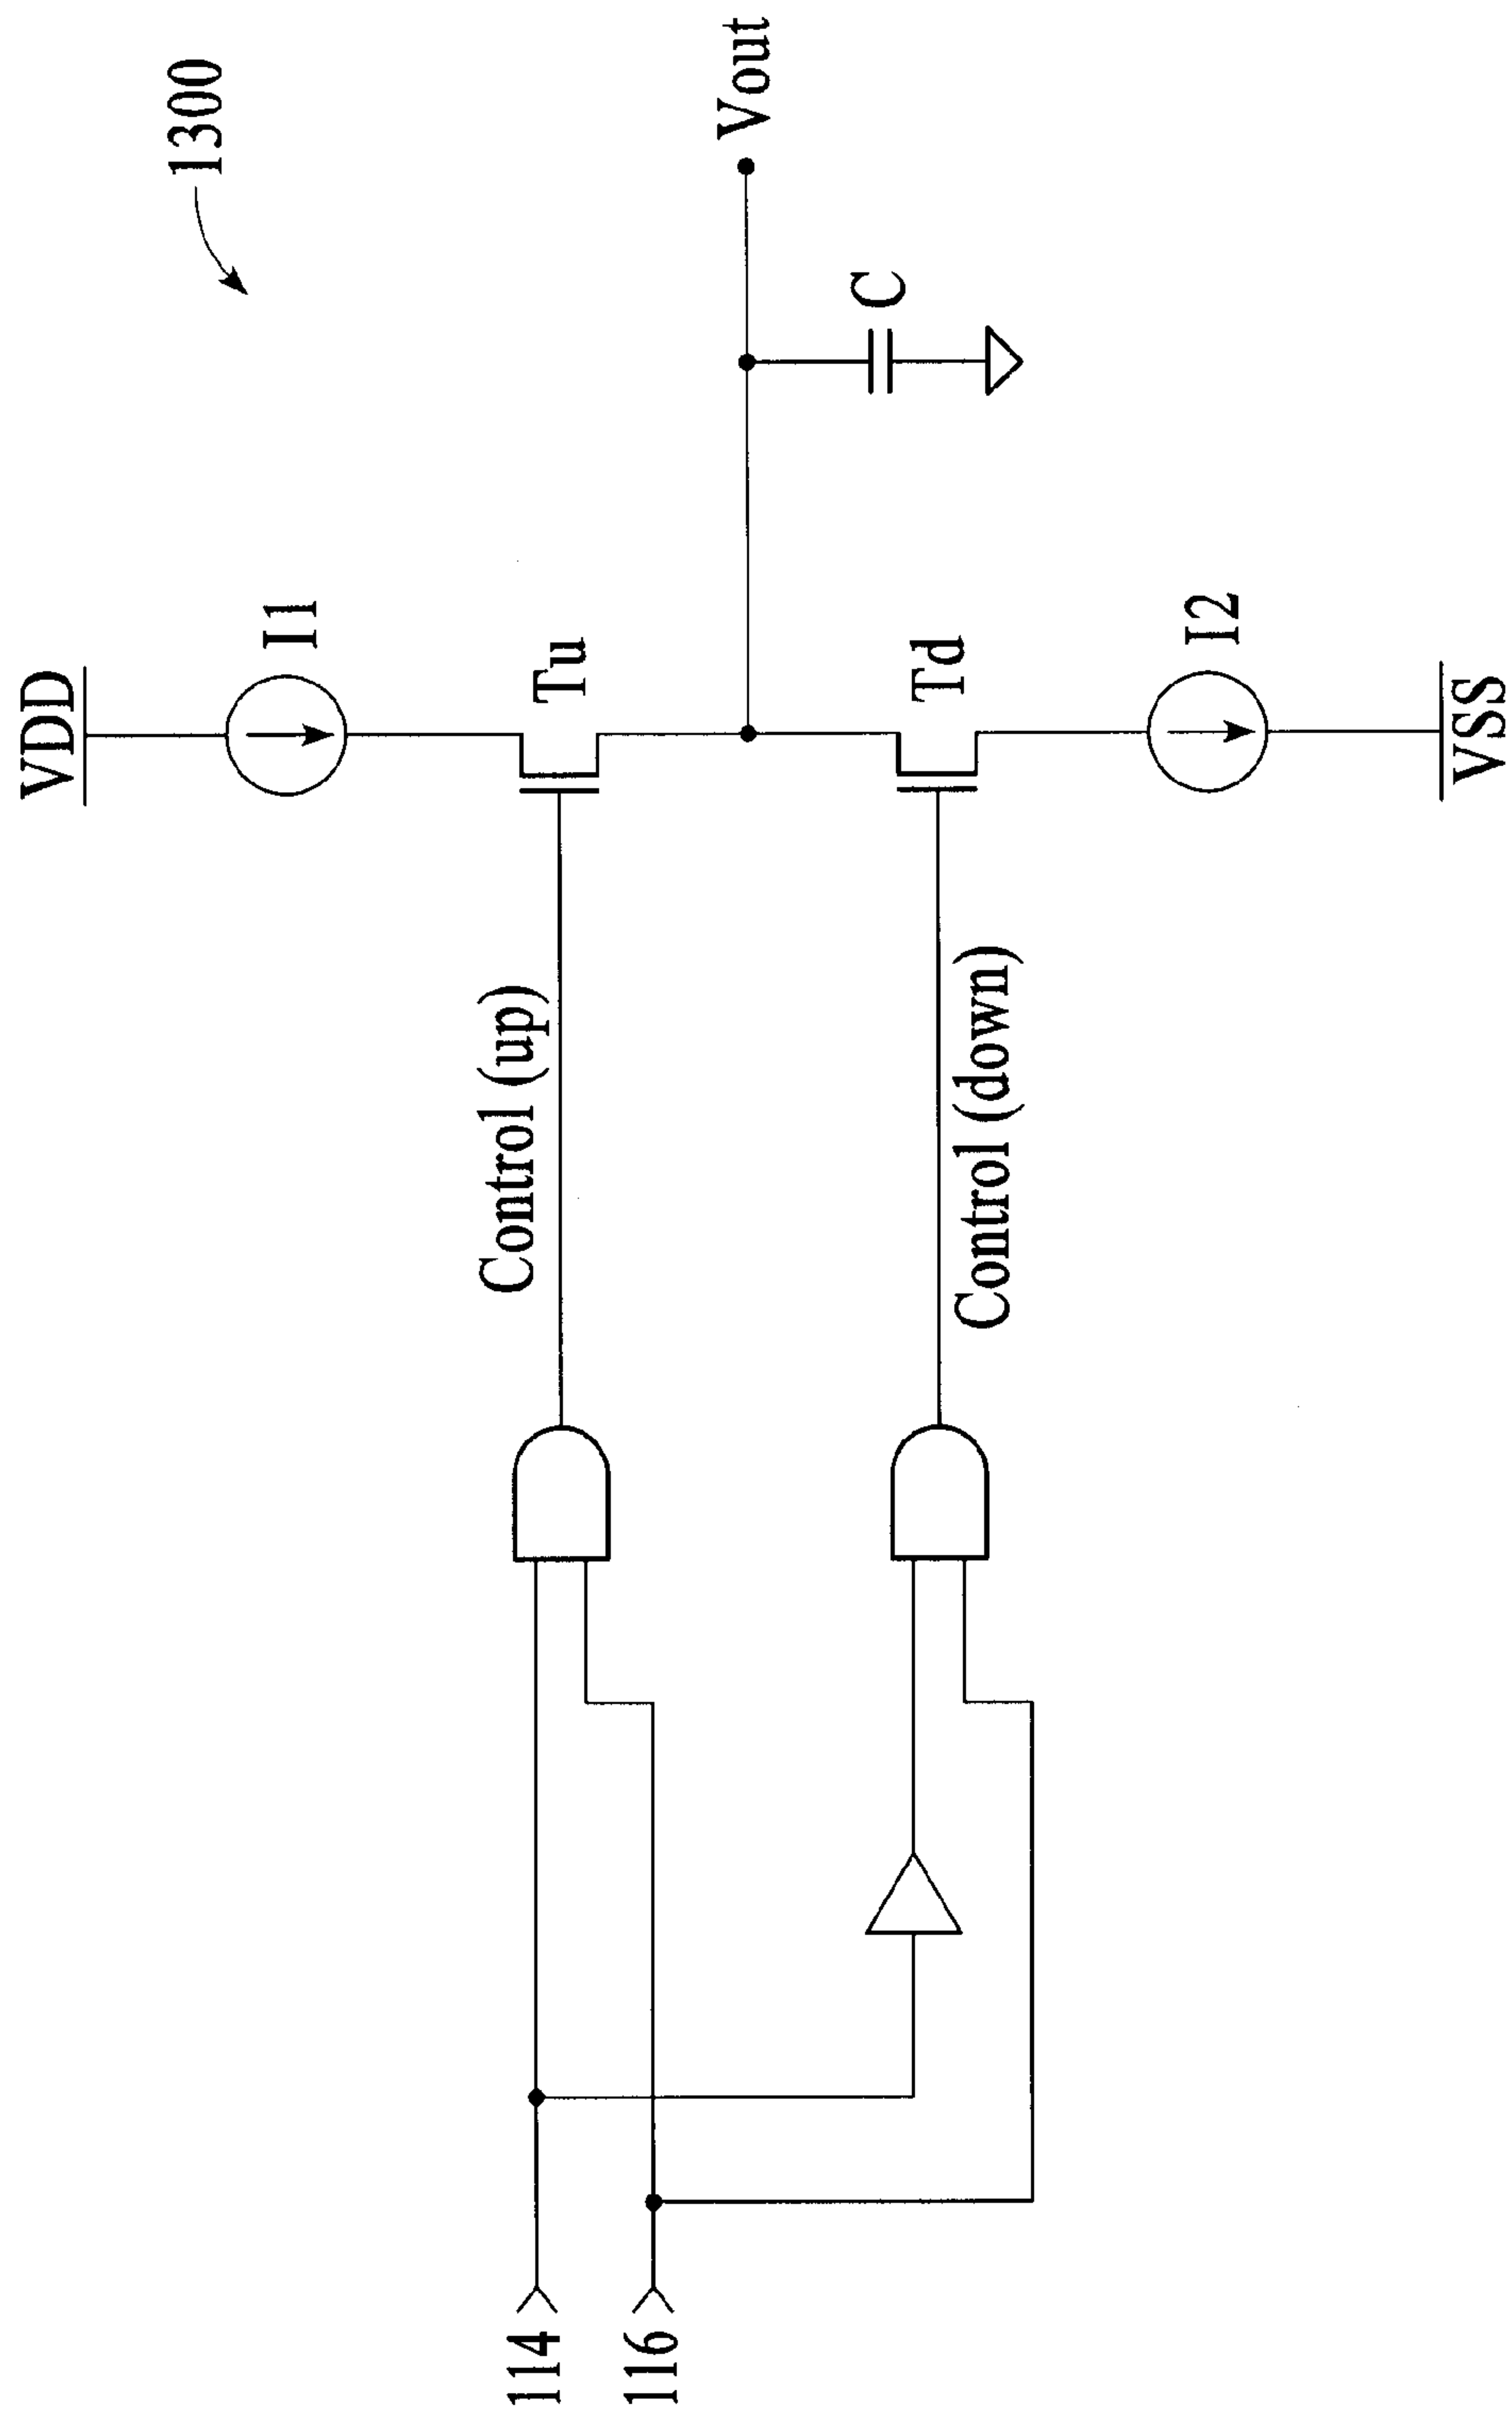 1300
VDD
I1
Tu
Control (up)
Vout
C
Td
Control (down)
I2
VSS
114
116